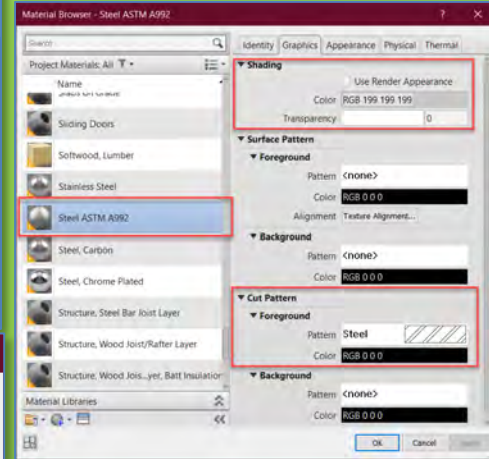 Material Browser - Steel ASTM A992
? ×
Search
Identity Graphics Appearance Physical Thermal
Project Materials: All
Name
Slabs On Grade
Sliding Doors
Softwood, Lumber
Stainless Steel
Steel ASTM A992
Steel, Carbon
Steel, Chrome Plated
Structure, Steel Bar Joist Layer
Structure, Wood Joist/Rafter Layer
Structure, Wood Jois...yer, Batt Insulation
Material Libraries
▼ Shading
Use Render Appearance
Color RGB 199 199 199
Transparency 0
▼ Surface Pattern
▼ Foreground
Pattern <none>
Color RGB 0 0 0
Alignment Texture Alignment...
▼ Background
Pattern <none>
Color RGB 0 0 0
▼ Cut Pattern
▼ Foreground
Pattern Steel
Color RGB 0 0 0
▼ Background
Pattern <none>
Color RGB 0 0 0
OK Cancel Apply